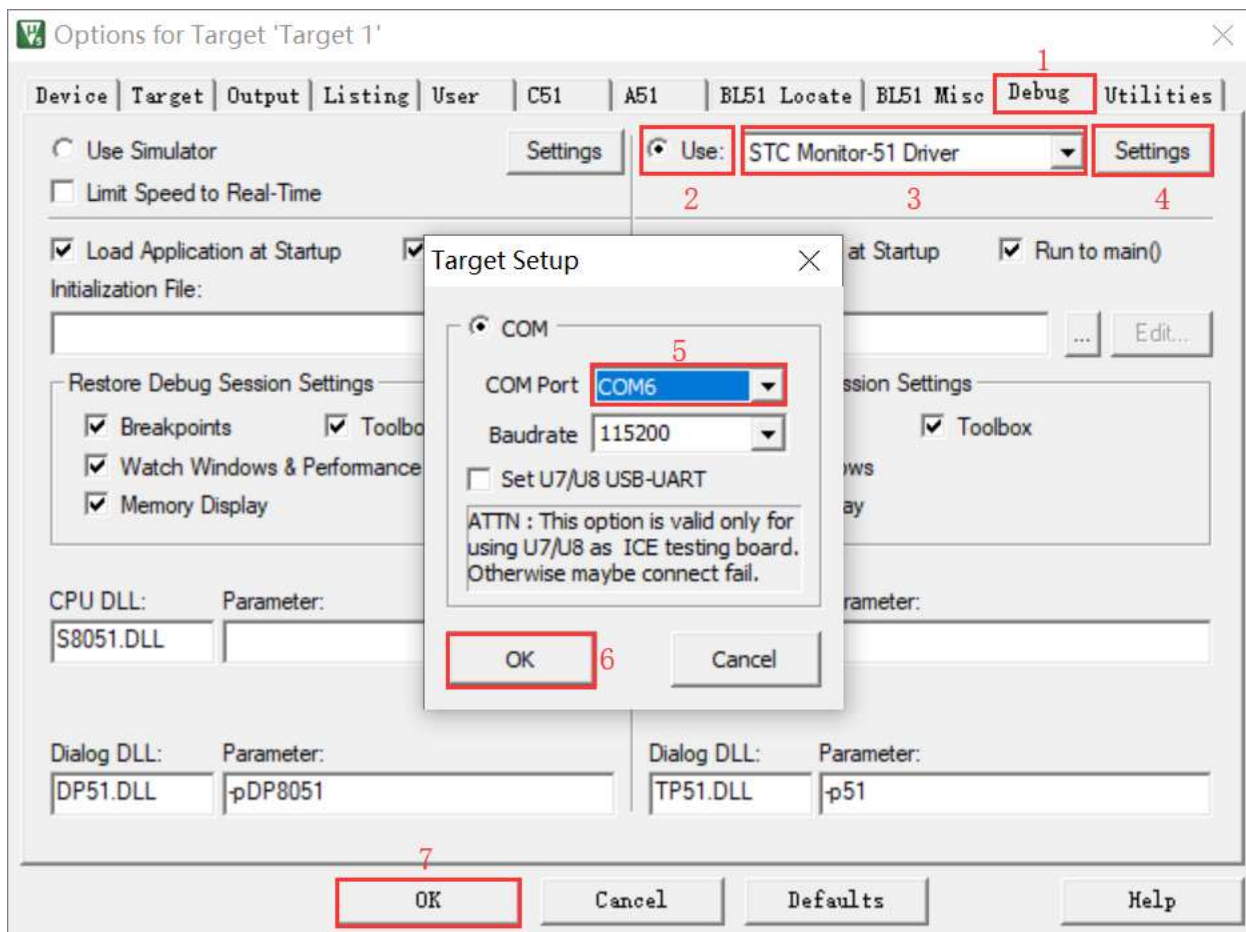 Options for Target 'Target 1'
1
Device Target Output Listing User C51 A51 BL51 Locate BL51 Misc Debug Utilities
Use Simulator Settings Use: STC Monitor-51 Driver Settings
Limit Speed to Real-Time 2 3 4
Load Application at Startup Target Setup at Startup Run to main()
Initialization File:
COM
5
... Edit...
COM Port COM6
Restore Debug Session Settings ssion Settings
Breakpoints Toolbo Baudrate 115200 Toolbox
Watch Windows & Performance Set U7/U8 USB-UART ows
Memory Display ay
ATTN : This option is valid only for
using U7/U8 as ICE testing board.
Otherwise maybe connect fail.
CPU DLL: Parameter: rameter:
S8051.DLL
OK 6 Cancel
Dialog DLL: Parameter: Dialog DLL: Parameter:
DP51.DLL -pDP8051 TP51.DLL -p51
7
OK Cancel Defaults Help